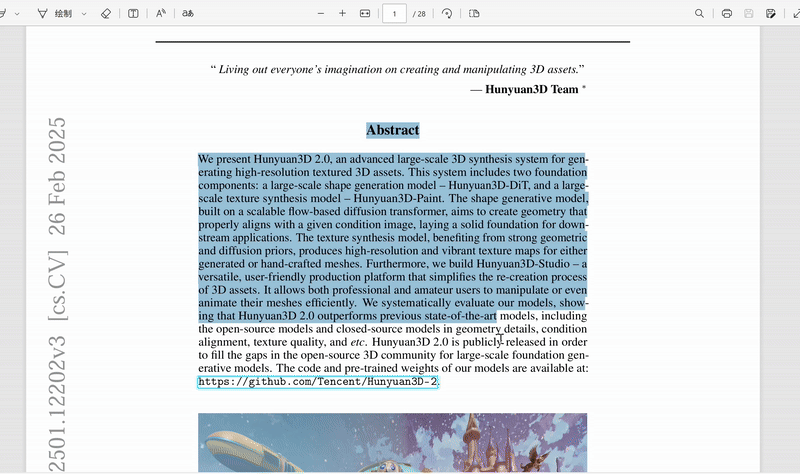 绘制
A
aあ
1
/ 28
2501.12202v3 [cs.CV] 26 Feb 2025
“ Living out everyone’s imagination on creating and manipulating 3D assets.”
— Hunyuan3D Team *
Abstract
We present Hunyuan3D 2.0, an advanced large-scale 3D synthesis system for gen-
erating high-resolution textured 3D assets. This system includes two foundation
components: a large-scale shape generation model – Hunyuan3D-DiT, and a large-
scale texture synthesis model – Hunyuan3D-Paint. The shape generative model,
built on a scalable flow-based diffusion transformer, aims to create geometry that
properly aligns with a given condition image, laying a solid foundation for down-
stream applications. The texture synthesis model, benefiting from strong geometric
and diffusion priors, produces high-resolution and vibrant texture maps for either
generated or hand-crafted meshes. Furthermore, we build Hunyuan3D-Studio – a
versatile, user-friendly production platform that simplifies the re-creation process
of 3D assets. It allows both professional and amateur users to manipulate or even
animate their meshes efficiently. We systematically evaluate our models, show-
ing that Hunyuan3D 2.0 outperforms previous state-of-the-art models, including
the open-source models and closed-source models in geometry details, condition
alignment, texture quality, and etc. Hunyuan3D 2.0 is publicly released in order
to fill the gaps in the open-source 3D community for large-scale foundation gen-
erative models. The code and pre-trained weights of our models are available at:
https://github.com/Tencent/Hunyuan3D-2.